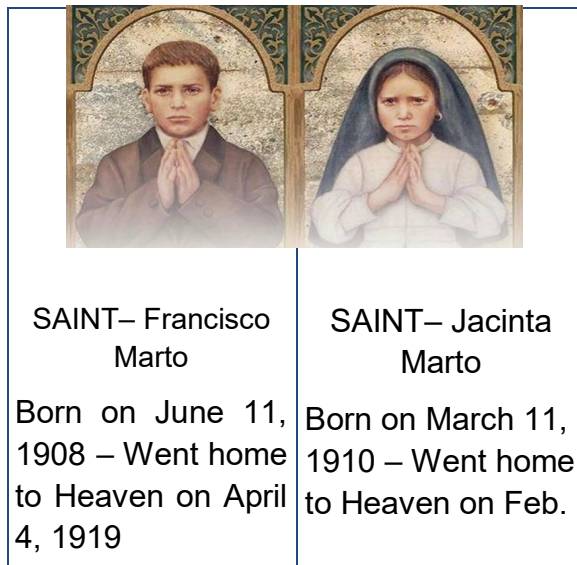 SAINT– Francisco
Marto
Born on June 11,
1908 – Went home
to Heaven on April
4, 1919
SAINT– Jacinta
Marto
Born on March 11,
1910 – Went home
to Heaven on Feb.